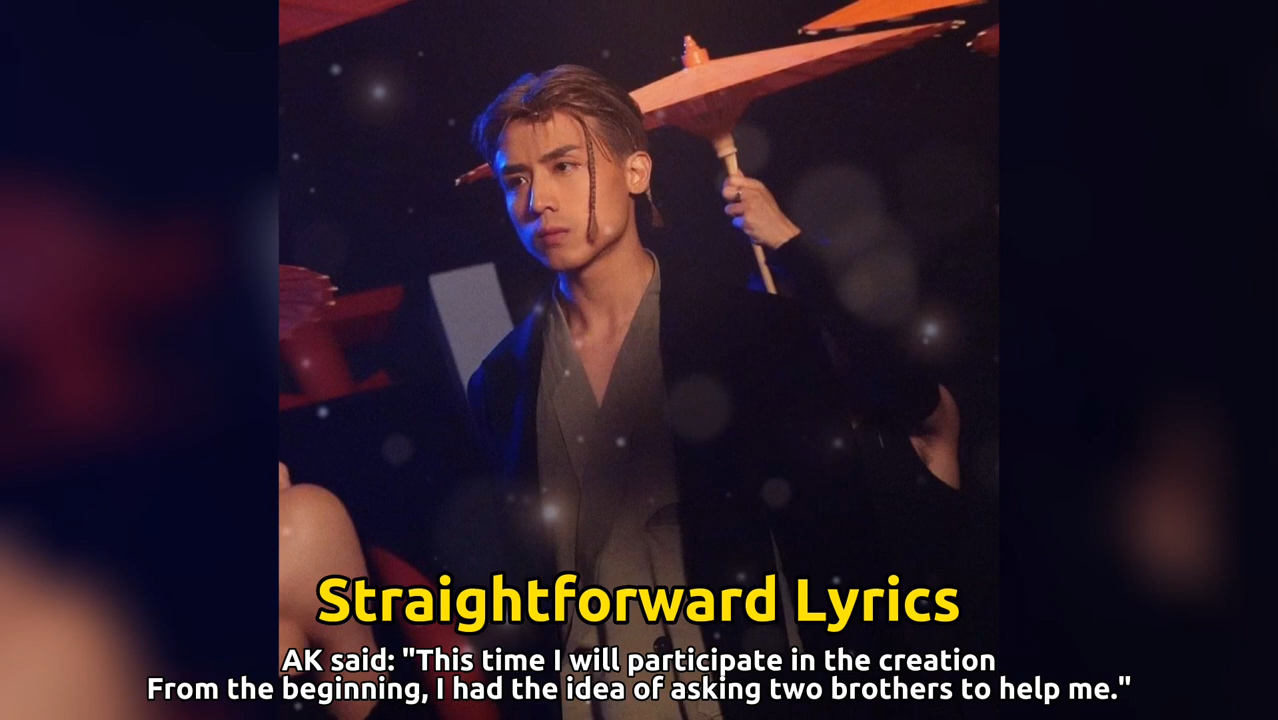 Straightforward Lyrics
AK said: "This time I will participate in the creation
From the beginning, I had the idea of asking two brothers to help me."